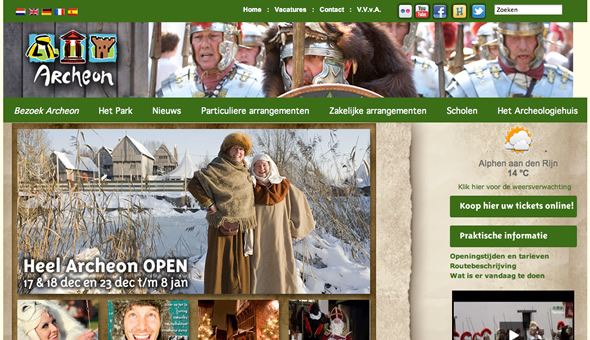 Home : Vacatures : Contact : V.V.v.A.
Zoeken
Archeon
Bezoek Archeon Het Park Nieuws Particuliere arrangementen Zakelijke arrangementen Scholen Het Archeologiehuis
Alphen aan den Rijn
14 °C
Klik hier voor de weersverwachting
Koop hier uw tickets online!
Praktische informatie
Openingstijden en tarieven
Routebeschrijving
Wat is er vandaag te doen
Heel Archeon OPEN
17 & 18 dec en 23 dec t/m 8 jan